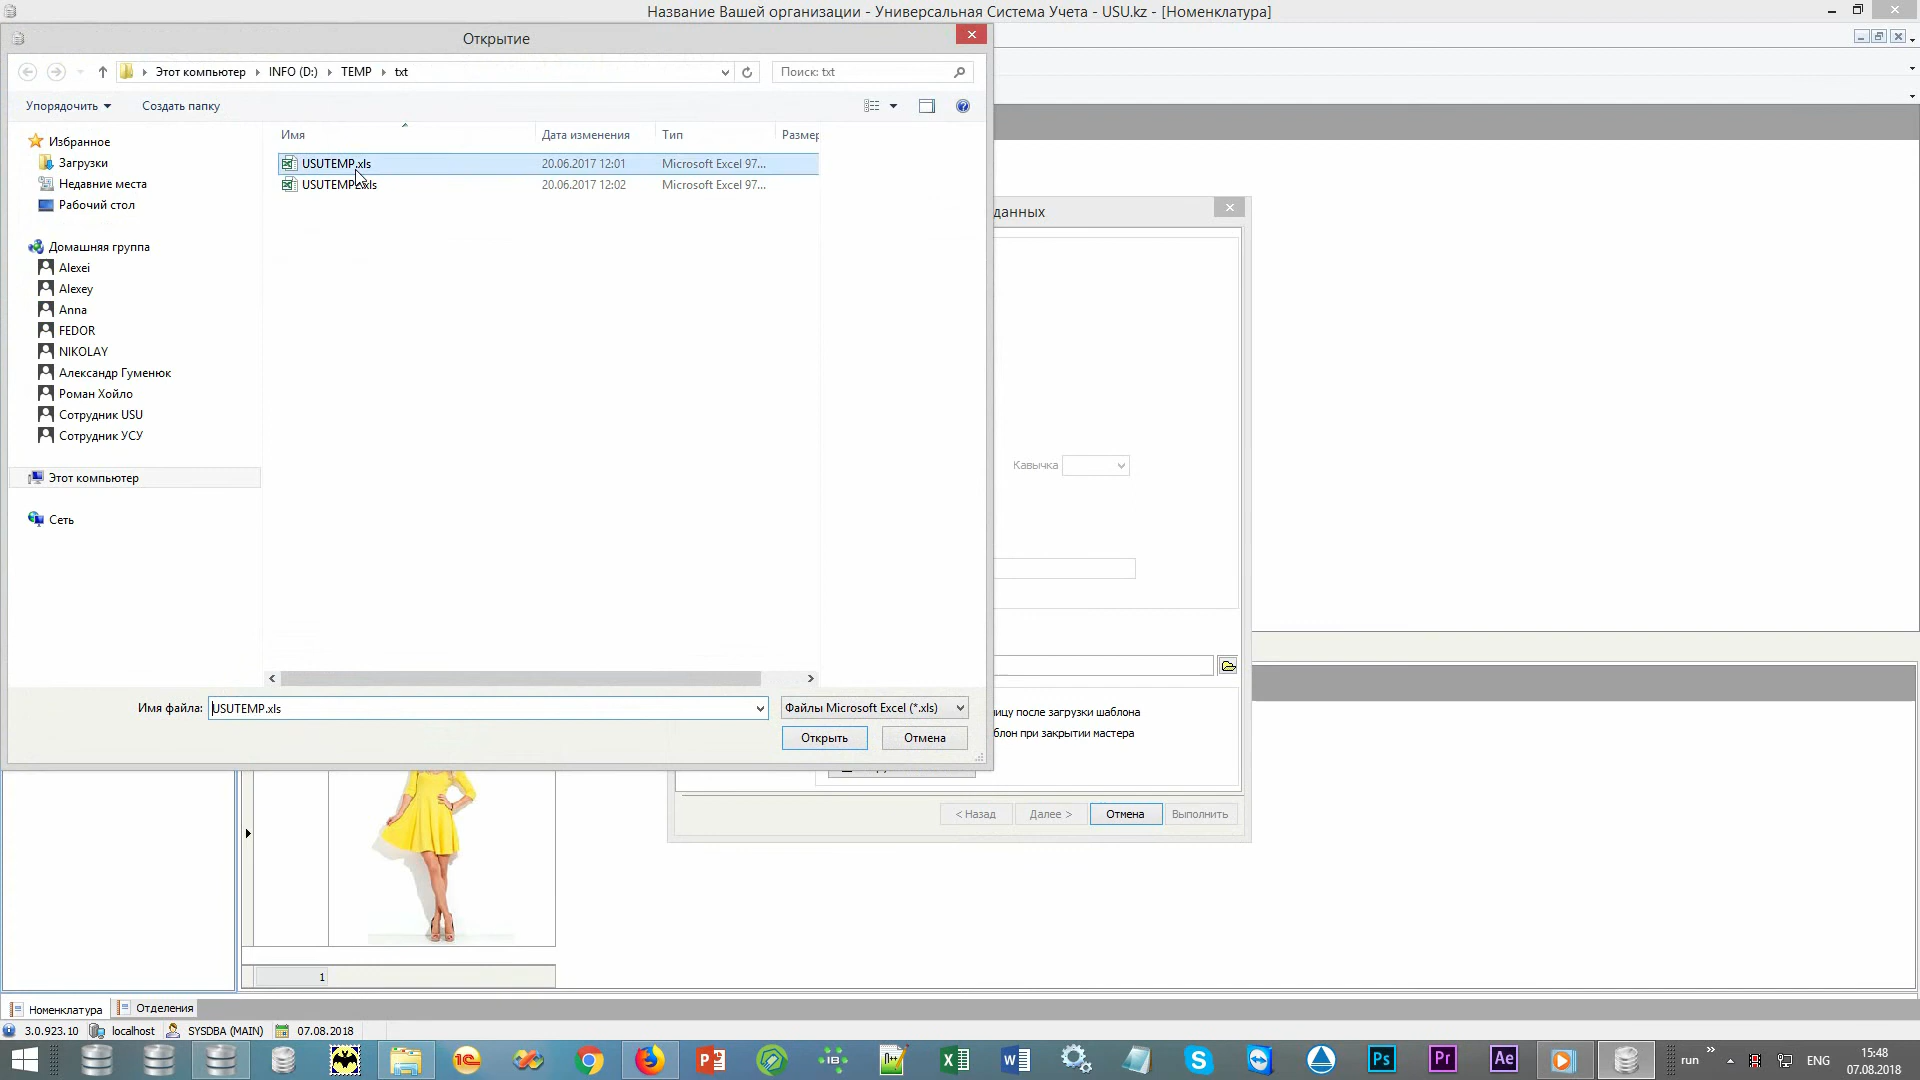 Название Вашей организации - Универсальная Система Учета - USU.kz - [Номенклатура]
Открытие
Этот компьютер INFO (D:) TEMP txt
Поиск: txt
Упорядочить Создать папку
Имя Дата изменения Тип Размер
USUTEMP.xls 20.06.2017 12:01 Microsoft Excel 97...
20.06.2017 12:02 Microsoft Excel 97...
Избранное
Загрузки
Недавние места
Рабочий стол
Домашняя группа
Alexei
Alexey
Anna
FEDOR
NIKOLAY
Александр Гуменюк
Роман Хойло
Сотрудник USU
Сотрудник УСУ
Этот компьютер
Сеть
Имя файла: USUTEMP.xls Файлы Microsoft Excel (*.xls)
Открыть Отмена
данных
Кавычка
после загрузки шаблона
при закрытии мастера
< Назад Далее > Отмена Выполнить
1
Номенклатура Отделения
3.0.923.10 localhost SYSDBA (MAIN) 07.08.2018
run ENG 15:48
07.08.2018